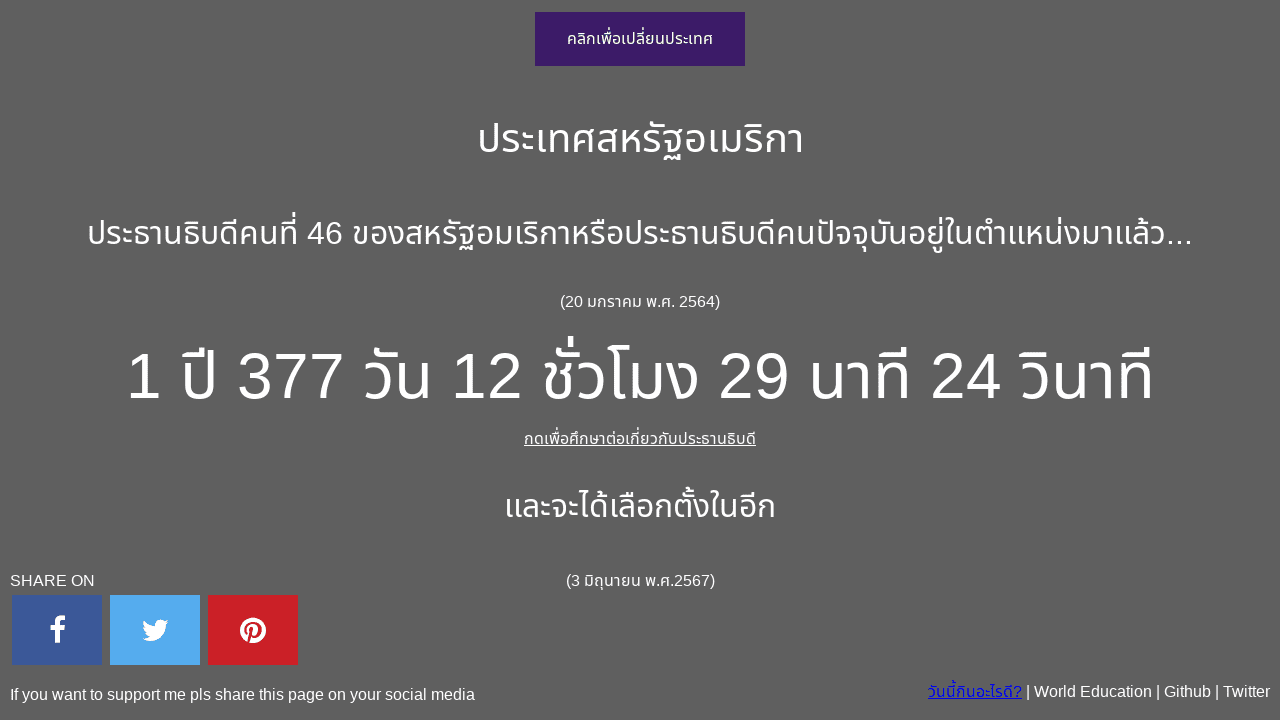 คลิกเพื่อเปลี่ยนประเทศ
ประเทศสหรัฐอเมริกา
ประธานธิบดีคนที่ 46 ของสหรัฐอมเริกาหรือประธานธิบดีคนปัจจุบันอยู่ในตำแหน่งมาแล้ว...
(20 มกราคม พ.ศ. 2564)
1 ปี 377 วัน 12 ชั่วโมง 29 นาที 24 วินาที
กดเพื่อศึกษาต่อเกี่ยวกับประธานธิบดี
และจะได้เลือกตั้งในอีก
(3 มิถุนายน พ.ศ.2567)
SHARE ON
If you want to support me pls share this page on your social media
วันนี้กินอะไรดี? | World Education | Github | Twitter